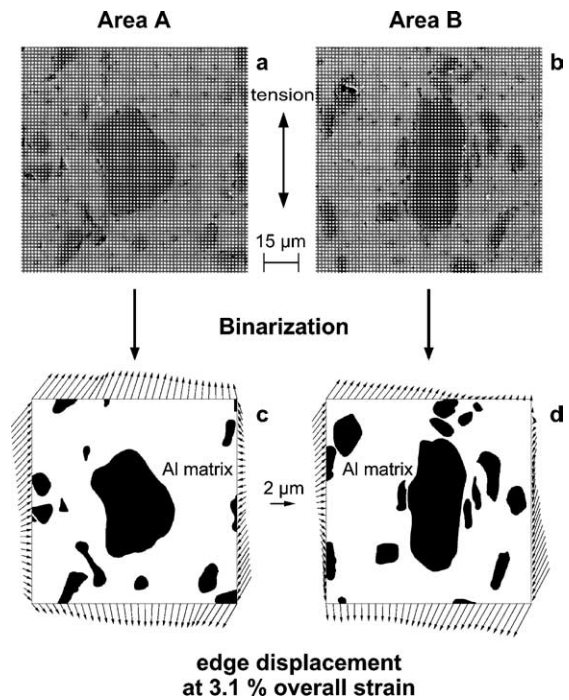 Area A
Area B
a
b
tension
15 µm
Binarization
c
d
Al matrix
Al matrix
2 µm
edge displacement
at 3.1 % overall strain